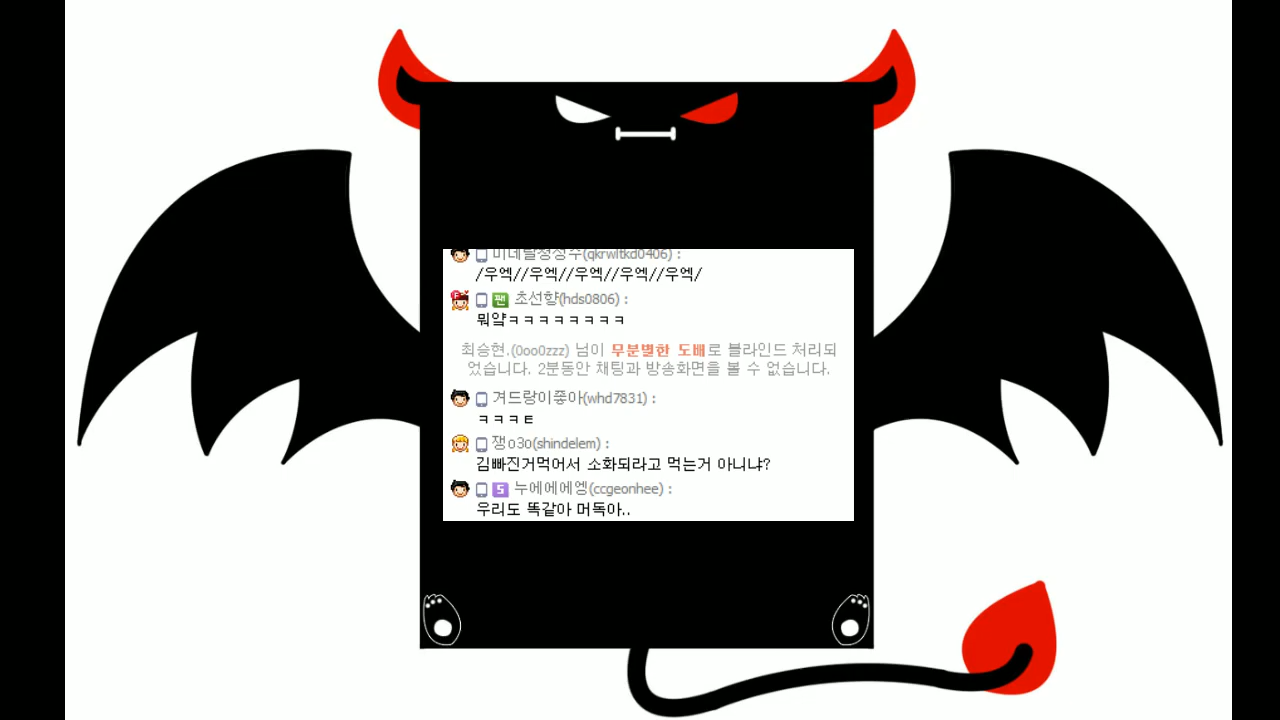 (qkrwltkd0406) :
/우엑//우엑//우엑//우엑//우엑/
팬 초선향(hds0806) :
뭐얔ㅋㅋㅋㅋㅋㅋㅋㅋ
최승현.(0oo0zzz) 님이 무분별한 도배로 블라인드 처리되
었습니다. 2분동안 채팅과 방송화면을 볼 수 없습니다.
겨드랑이쫗아(whd7831) :
ㅋㅋㅋㅌ
쟁o3o(shindelem) :
김빠진거먹어서 소화되라고 먹는거 아니냐?
S 누에에에엥(ccgeonhee) :
우리도 똑같아 머독아..